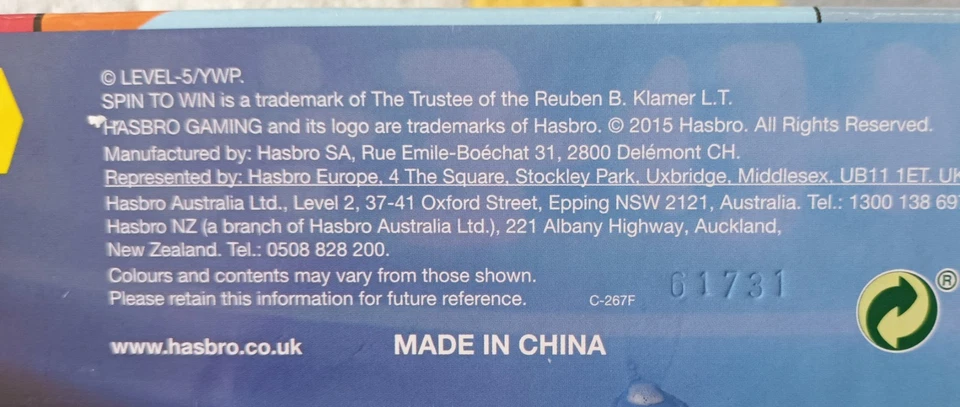 © LEVEL-5/YWP.
SPIN TO WIN is a trademark of The Trustee of the Reuben B. Klamer L.T.
HASBRO GAMING and its logo are trademarks of Hasbro. © 2015 Hasbro. All Rights Reserved.
Manufactured by: Hasbro SA, Rue Emile-Boéchat 31, 2800 Delémont CH.
Represented by: Hasbro Europe, 4 The Square, Stockley Park, Uxbridge, Middlesex, UB11 1ET. UK
Hasbro Australia Ltd., Level 2, 37-41 Oxford Street, Epping NSW 2121, Australia. Tel.: 1300 138 697
Hasbro NZ (a branch of Hasbro Australia Ltd.), 221 Albany Highway, Auckland,
New Zealand. Tel.: 0508 828 200.
Colours and contents may vary from those shown.
Please retain this information for future reference. C-267F 61731
®
www.hasbro.co.uk MADE IN CHINA